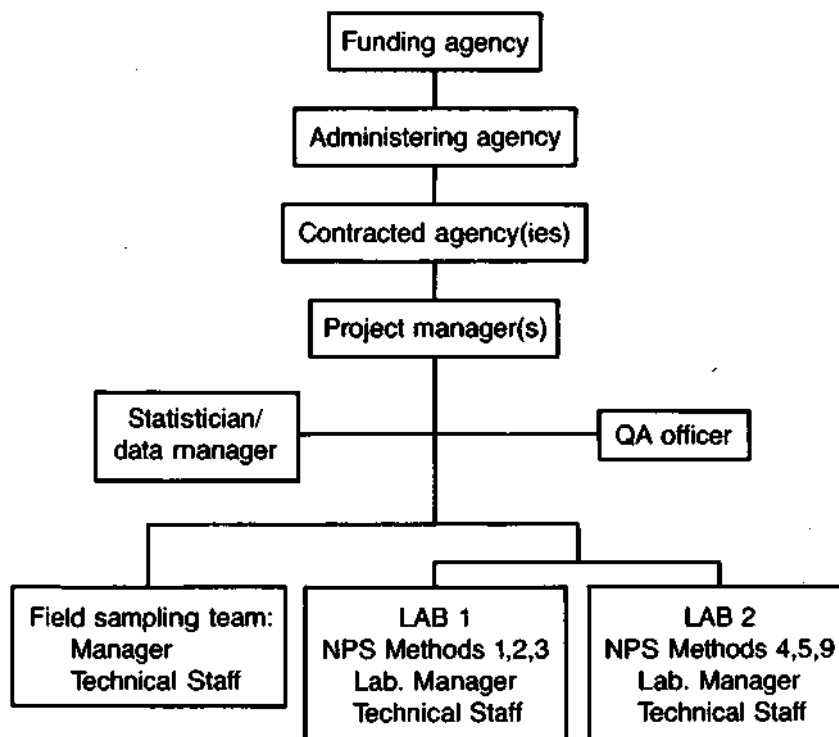 Funding agency
Administering agency
Contracted agency(ies)
Project manager(s)
Statistician/
data manager
QA officer
Field sampling team:
Manager
Technical Staff
LAB 1
NPS Methods 1,2,3
Lab. Manager
Technical Staff
LAB 2
NPS Methods 4,5,9
Lab. Manager
Technical Staff